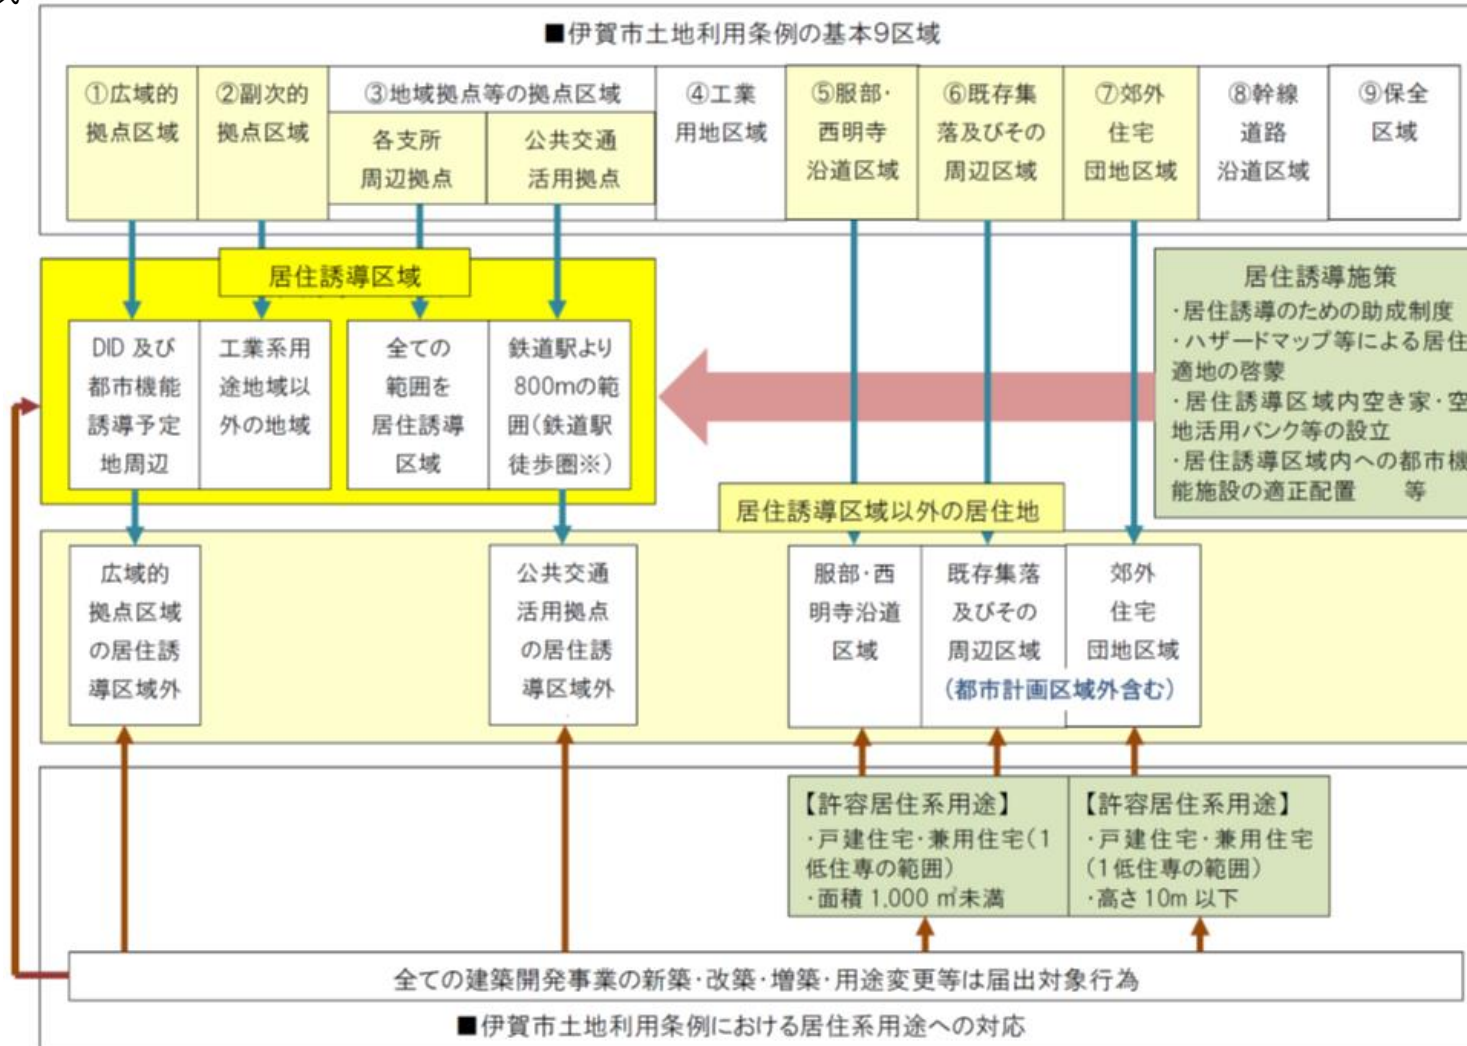 ■伊賀市土地利用条例の基本9区域
①広域的
拠点区域
②副次的
拠点区域
③地域拠点等の拠点区域
各支所
周辺拠点
公共交通
活用拠点
④工業
用地区域
⑤服部・
西明寺
沿道区域
⑥既存集
落及びその
周辺区域
⑦郊外
住宅
団地区域
⑧幹線
道路
沿道区域
⑨保全
区域
居住誘導区域
DID 及び
都市機能
誘導予定
地周辺
工業系用
途地域以
外の地域
全ての
範囲を
居住誘導
区域
鉄道駅より
800mの範
囲(鉄道駅
徒歩圏※)
居住誘導施策
・居住誘導のための助成制度
・ハザードマップ等による居住
適地の啓蒙
・居住誘導区域内空き家・空
地活用バンク等の設立
・居住誘導区域内への都市機
能施設の適正配置 等
居住誘導区域以外の居住地
広域的
拠点区域
の居住誘
導区域外
公共交通
活用拠点
の居住誘
導区域外
服部・西
明寺沿道
区域
既存集落
及びその
周辺区域
郊外
住宅
団地区域
(都市計画区域外含む)
【許容居住系用途】
・戸建住宅・兼用住宅(1
低住専の範囲)
・面積 1,000 ㎡未満
【許容居住系用途】
・戸建住宅・兼用住宅
(1低住専の範囲)
・高さ 10m 以下
全ての建築開発事業の新築・改築・増築・用途変更等は届出対象行為
■伊賀市土地利用条例における居住系用途への対応